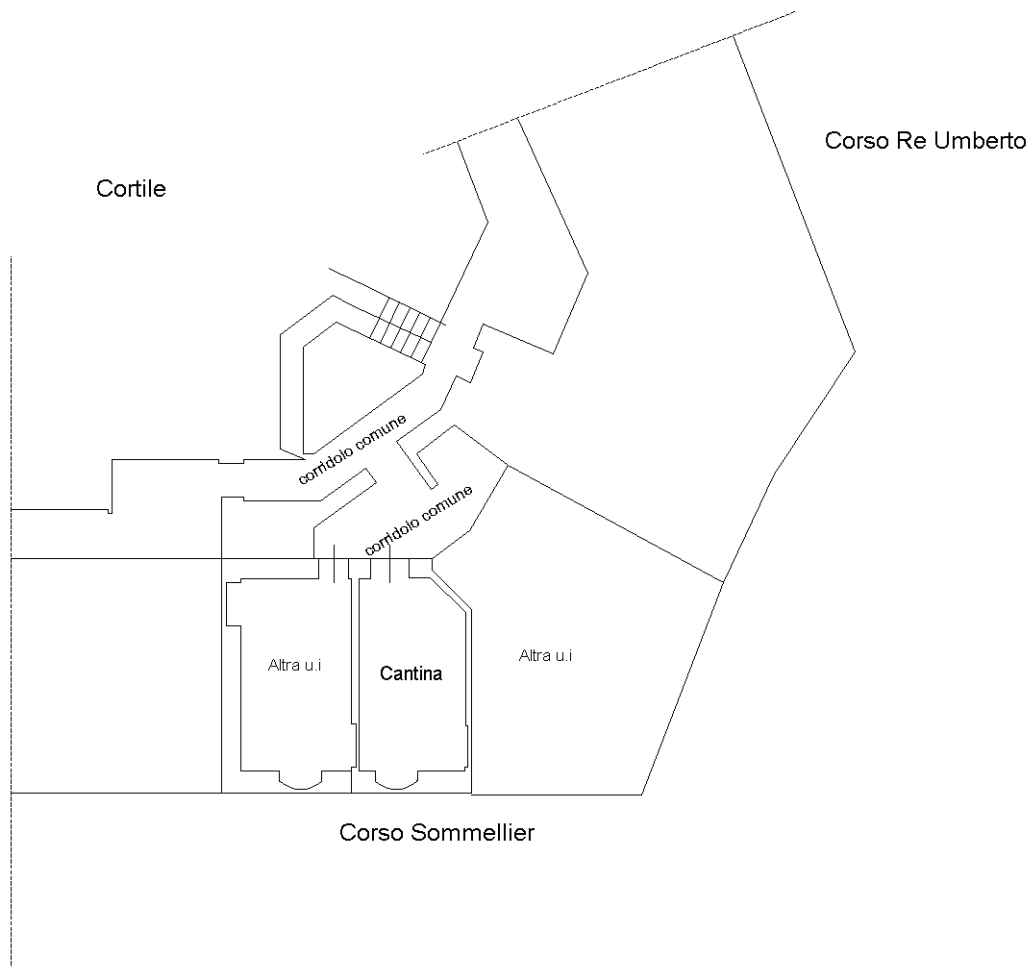 Corso Re Umberto
Cortile
corridoio comune
corridoio comune
Altra u.i
Cantina
Altra u.i
Corso Sommellier